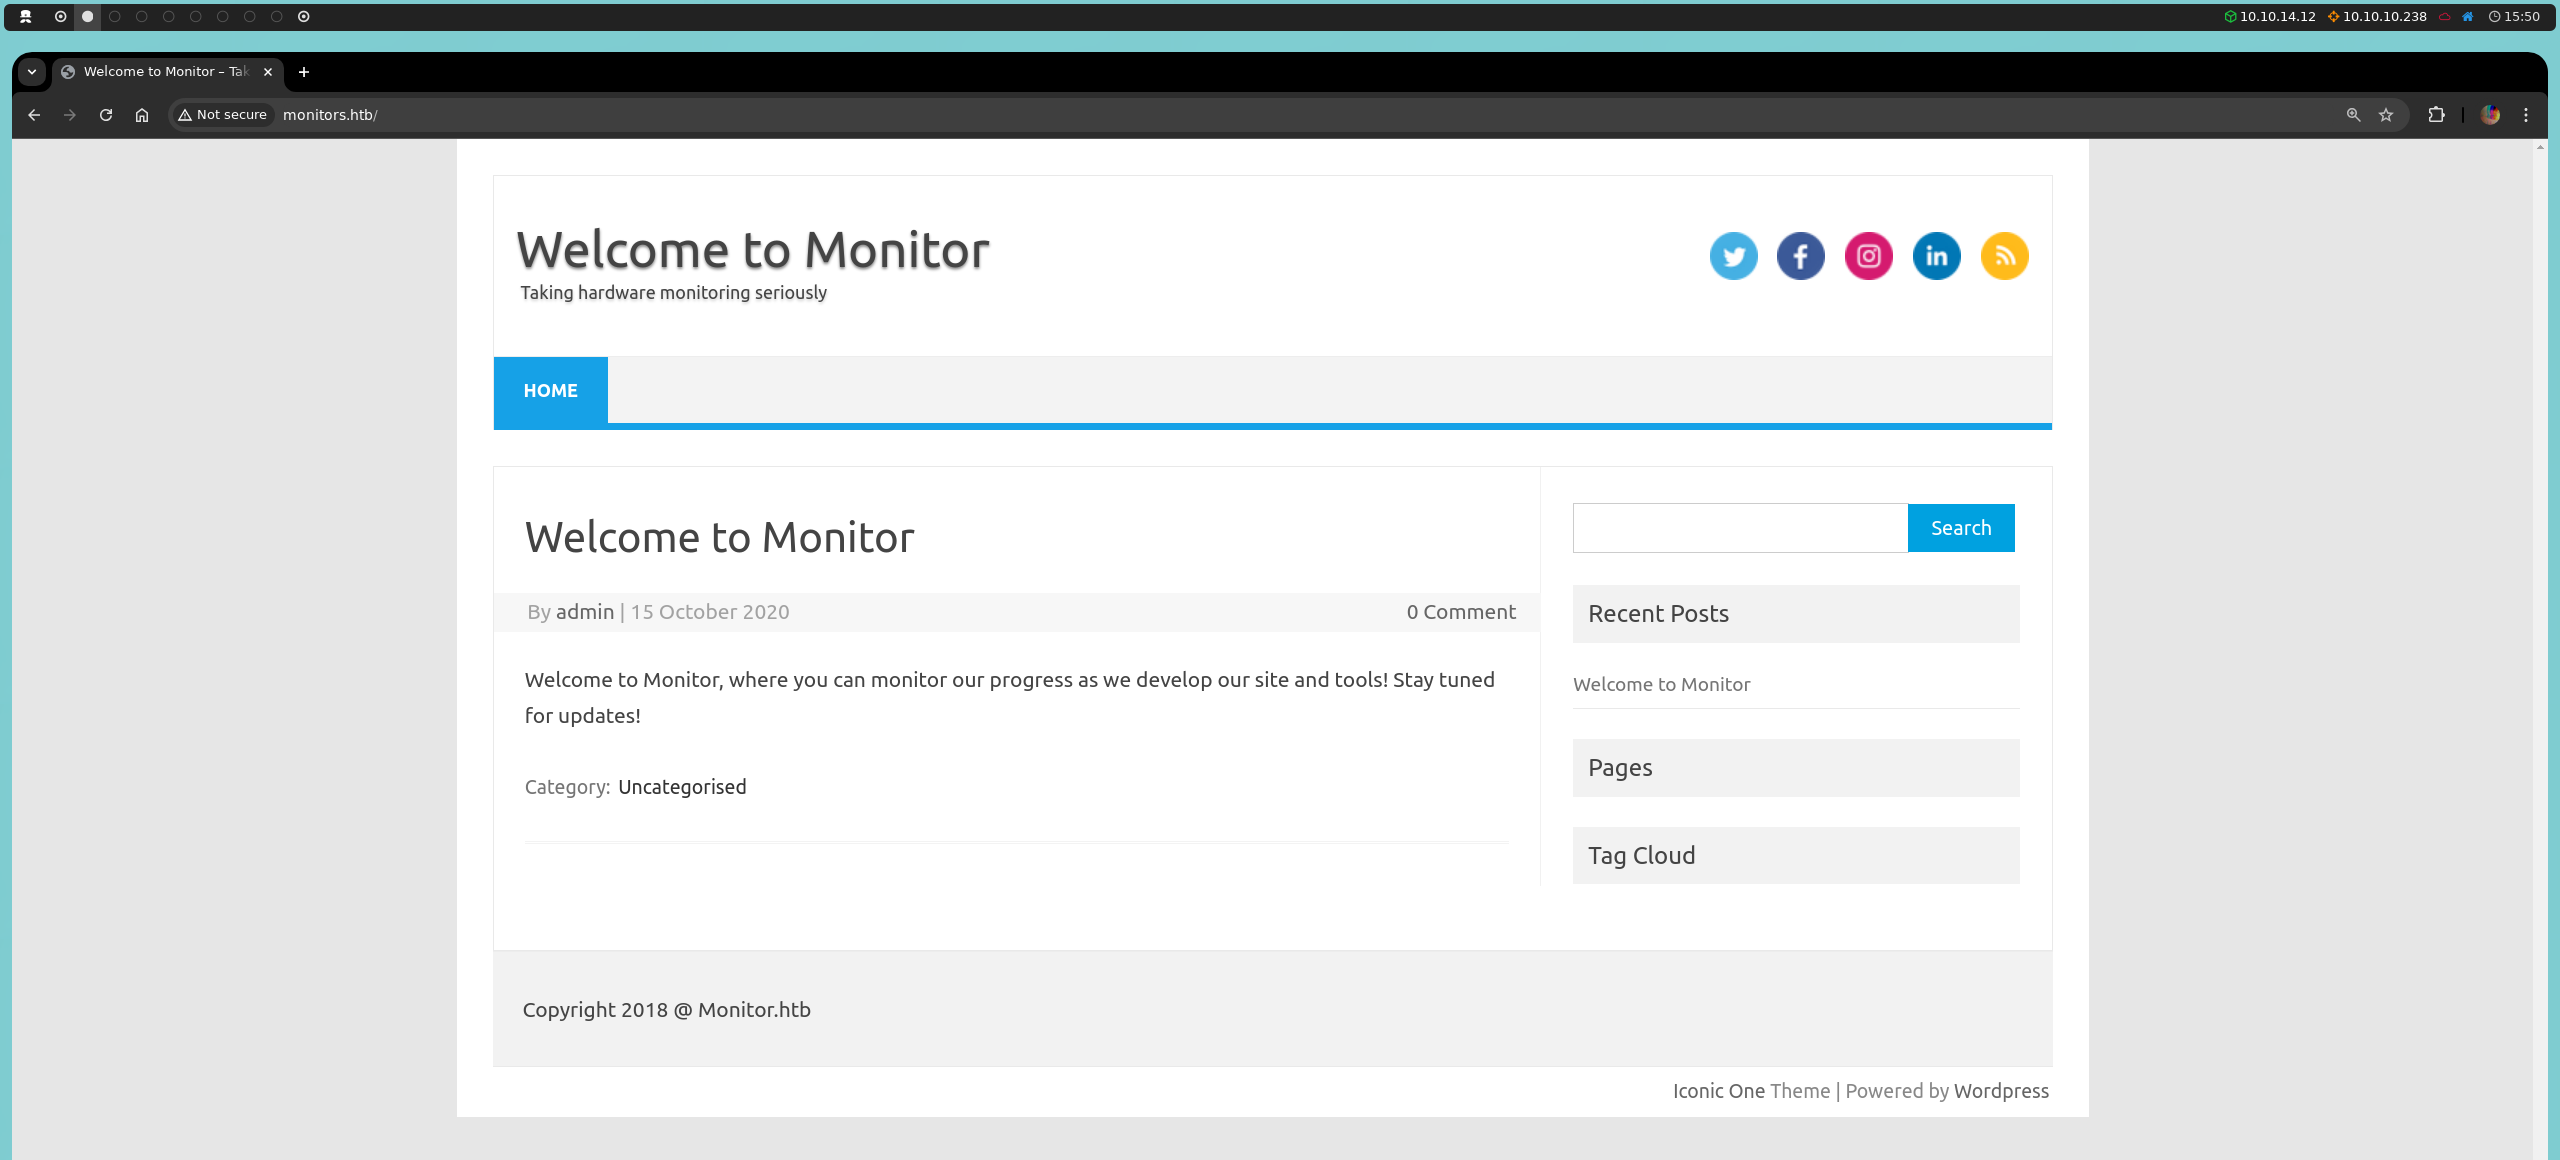 10.10.14.12 10.10.10.238 15:50
Welcome to Monitor – Tak
Not secure monitors.htb/
Welcome to Monitor
Taking hardware monitoring seriously
HOME
Welcome to Monitor
By admin | 15 October 2020 0 Comment
Welcome to Monitor, where you can monitor our progress as we develop our site and tools! Stay tuned
for updates!
Category: Uncategorised
Search
Recent Posts
Welcome to Monitor
Pages
Tag Cloud
Copyright 2018 @ Monitor.htb
Iconic One Theme | Powered by Wordpress